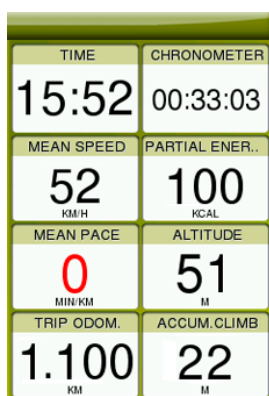 TIME CHRONOMETER
15:52 00:33:03
MEAN SPEED PARTIAL ENER..
52 100
KM/H KCAL
MEAN PACE ALTITUDE
0 51
MIN/KM M
TRIP ODOM. ACCUM.CLIMB
1.100 22
KM M